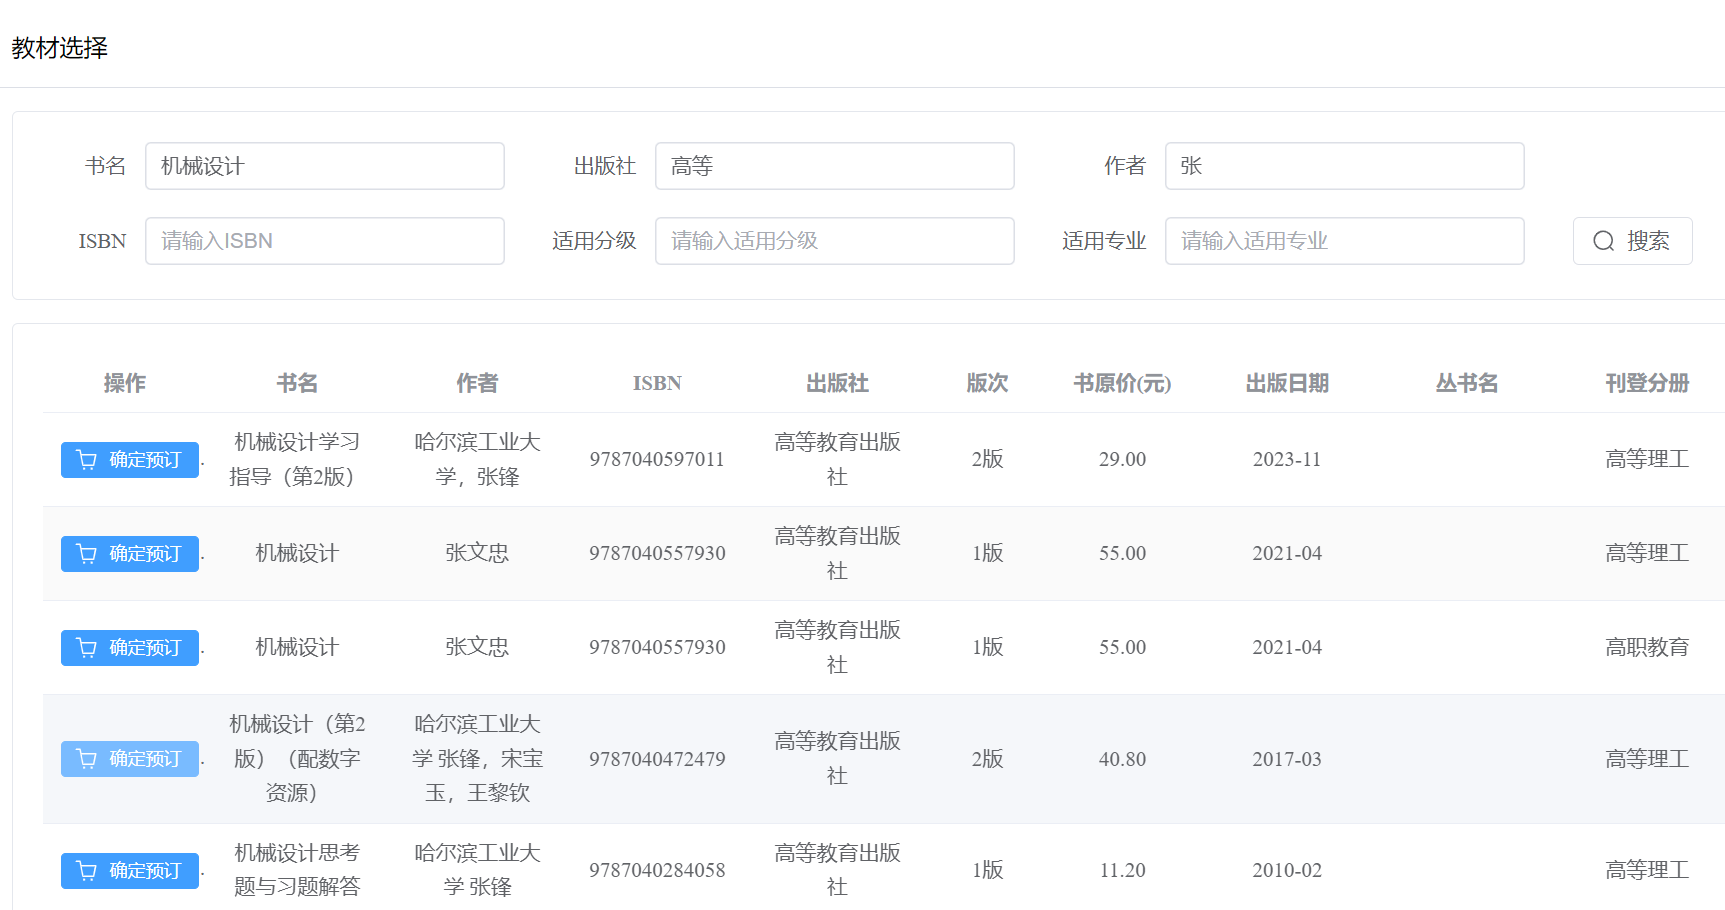 教材选择
书名 机械设计 出版社 高等 作者 张
ISBN 请输入ISBN 适用分级 请输入适用分级 适用专业 请输入适用专业 搜索
操作 书名 作者 ISBN 出版社 版次 书原价(元) 出版日期 丛书名 刊登分册
机械设计学习 哈尔滨工业大 高等教育出版
确定预订 . 9787040597011 2版 29.00 2023-11 高等理工
指导（第2版） 学，张锋 社
高等教育出版
确定预订 . 机械设计 张文忠 9787040557930 1版 55.00 2021-04 高等理工
社
高等教育出版
确定预订 . 机械设计 张文忠 9787040557930 1版 55.00 2021-04 高职教育
社
机械设计（第2 哈尔滨工业大
高等教育出版
确定预订 . 版）（配数字 学 张锋，宋宝 9787040472479 2版 40.80 2017-03 高等理工
社
资源） 玉，王黎钦
机械设计思考 哈尔滨工业大 高等教育出版
确定预订 . 9787040284058 1版 11.20 2010-02 高等理工
题与习题解答 学 张锋 社